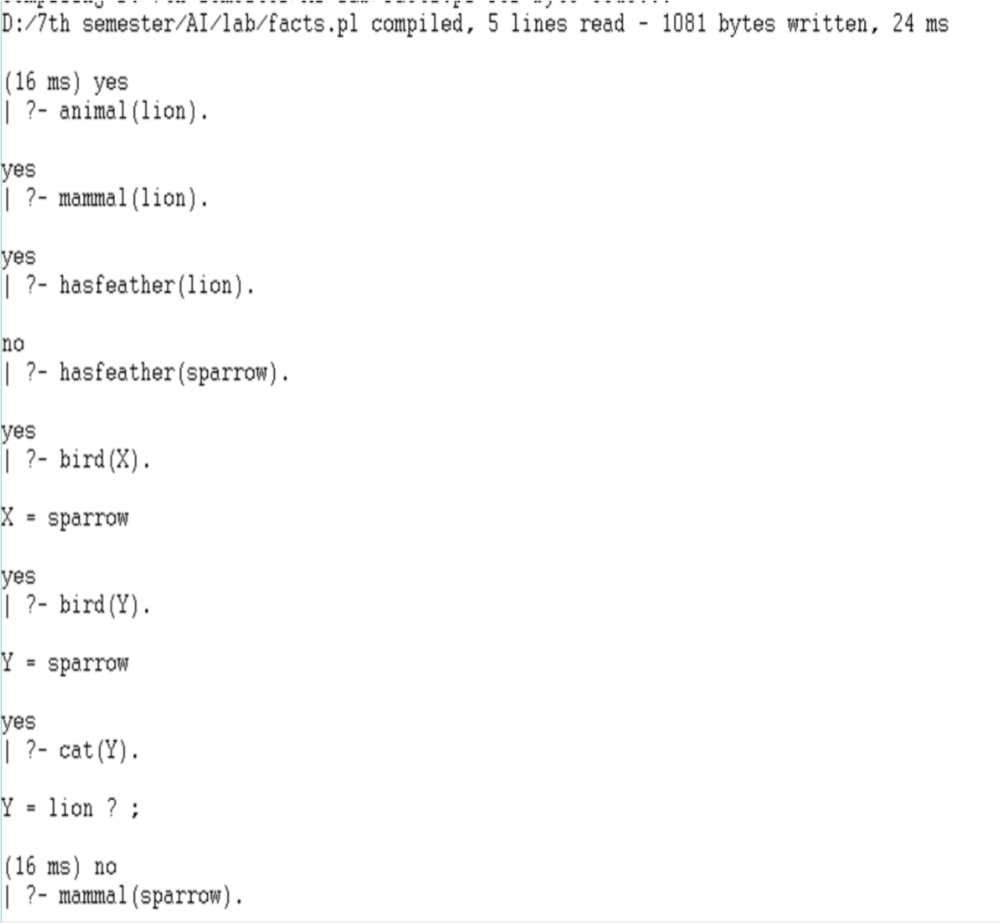 D:/7th semester/AI/lab/facts.pl compiled, 5 lines read - 1081 bytes written, 24 ms
(16 ms) yes
| ?- animal(lion).
yes
| ?- mammal(lion).
yes
| ?- hasfeather(lion).
no
| ?- hasfeather(sparrow).
yes
| ?- bird(X).
X = sparrow
yes
| ?- bird(Y).
Y = sparrow
yes
| ?- cat(Y).
Y = lion ? ;
(16 ms) no
| ?- mammal(sparrow).